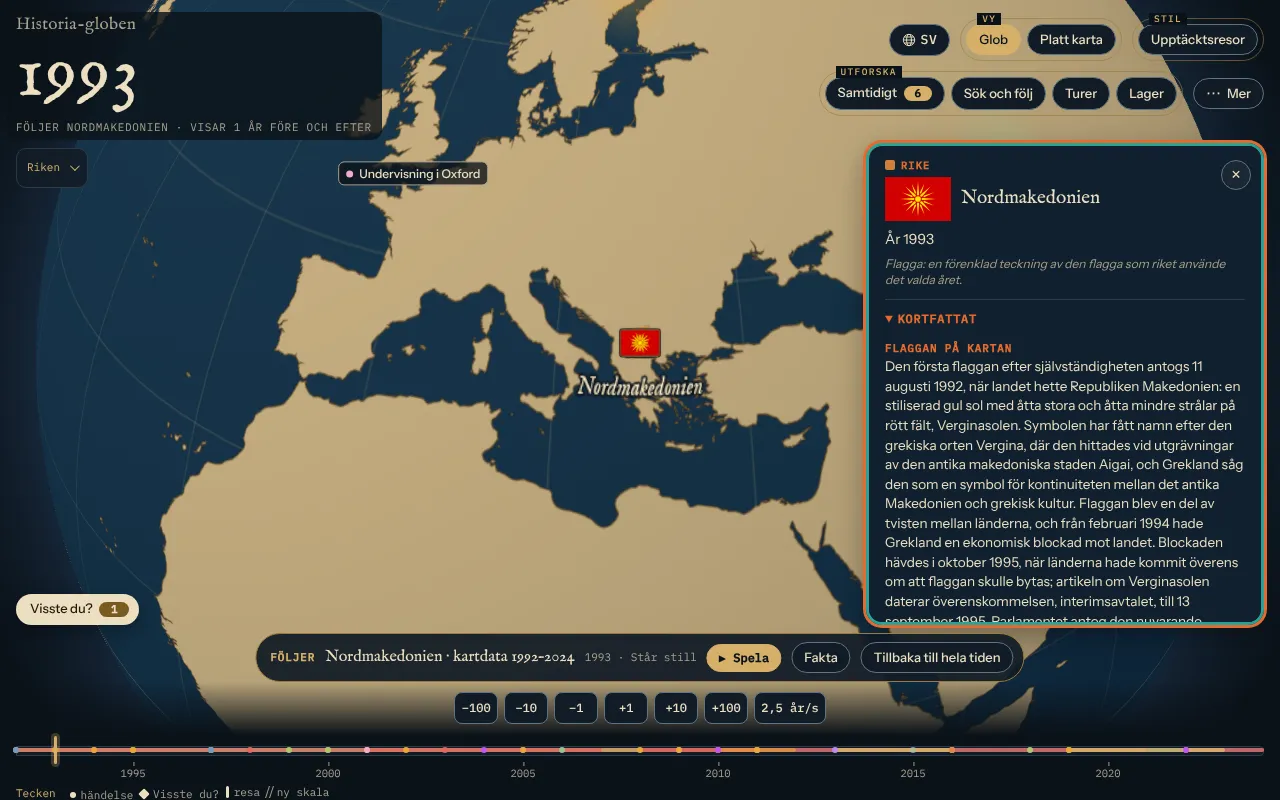 Historia-globen
1993
FÖLJER NORDMAKEDONIEN · VISAR 1 ÅR FÖRE OCH EFTER
Riken
SV
VY
Glob
Platt karta
STIL
Upptäcktsresor
UTFORSKA
Samtidigt 6
Sök och följ
Turer
Lager
··· Mer
Undervisning i Oxford
Nordmakedonien
RIKE
×
Nordmakedonien
År 1993
Flagga: en förenklad teckning av den flagga som riket använde
det valda året.
▼ KORTFATTAT
FLAGGAN PÅ KARTAN
Den första flaggan efter självständigheten antogs 11
augusti 1992, när landet hette Republiken Makedonien: en
stiliserad gul sol med åtta stora och åtta mindre strålar på
rött fält, Verginasolen. Symbolen har fått namn efter den
grekiska orten Vergina, där den hittades vid utgrävningar
av den antika makedoniska staden Aigai, och Grekland såg
den som en symbol för kontinuiteten mellan det antika
Makedonien och grekisk kultur. Flaggan blev en del av
tvisten mellan länderna, och från februari 1994 hade
Grekland en ekonomisk blockad mot landet. Blockaden
hävdes i oktober 1995, när länderna hade kommit överens
om att flaggan skulle bytas; artikeln om Verginasolen
daterar överenskommelsen, interimsavtalet, till 13
september 1995. Parlamentet antog den nuvarande
Visste du? 1
FÖLJER Nordmakedonien · kartdata 1992–2024 1993 · Står still
▶ Spela
Fakta
Tillbaka till hela tiden
−100
−10
−1
+1
+10
+100
2,5 år/s
1995
2000
2005
2010
2015
2020
Tecken
händelse
Visste du?
resa
// ny skala